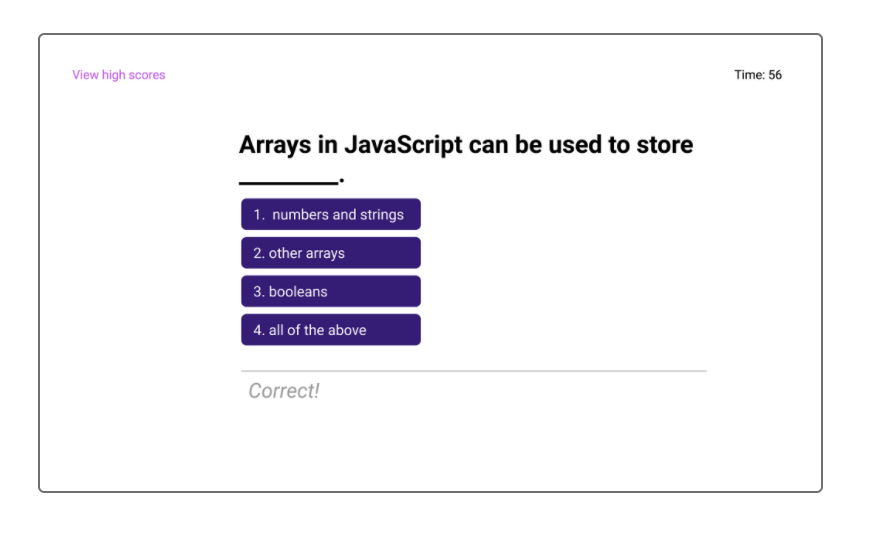 View high scores
Time: 56
Arrays in JavaScript can be used to store
________.
1. numbers and strings
2. other arrays
3. booleans
4. all of the above
Correct!